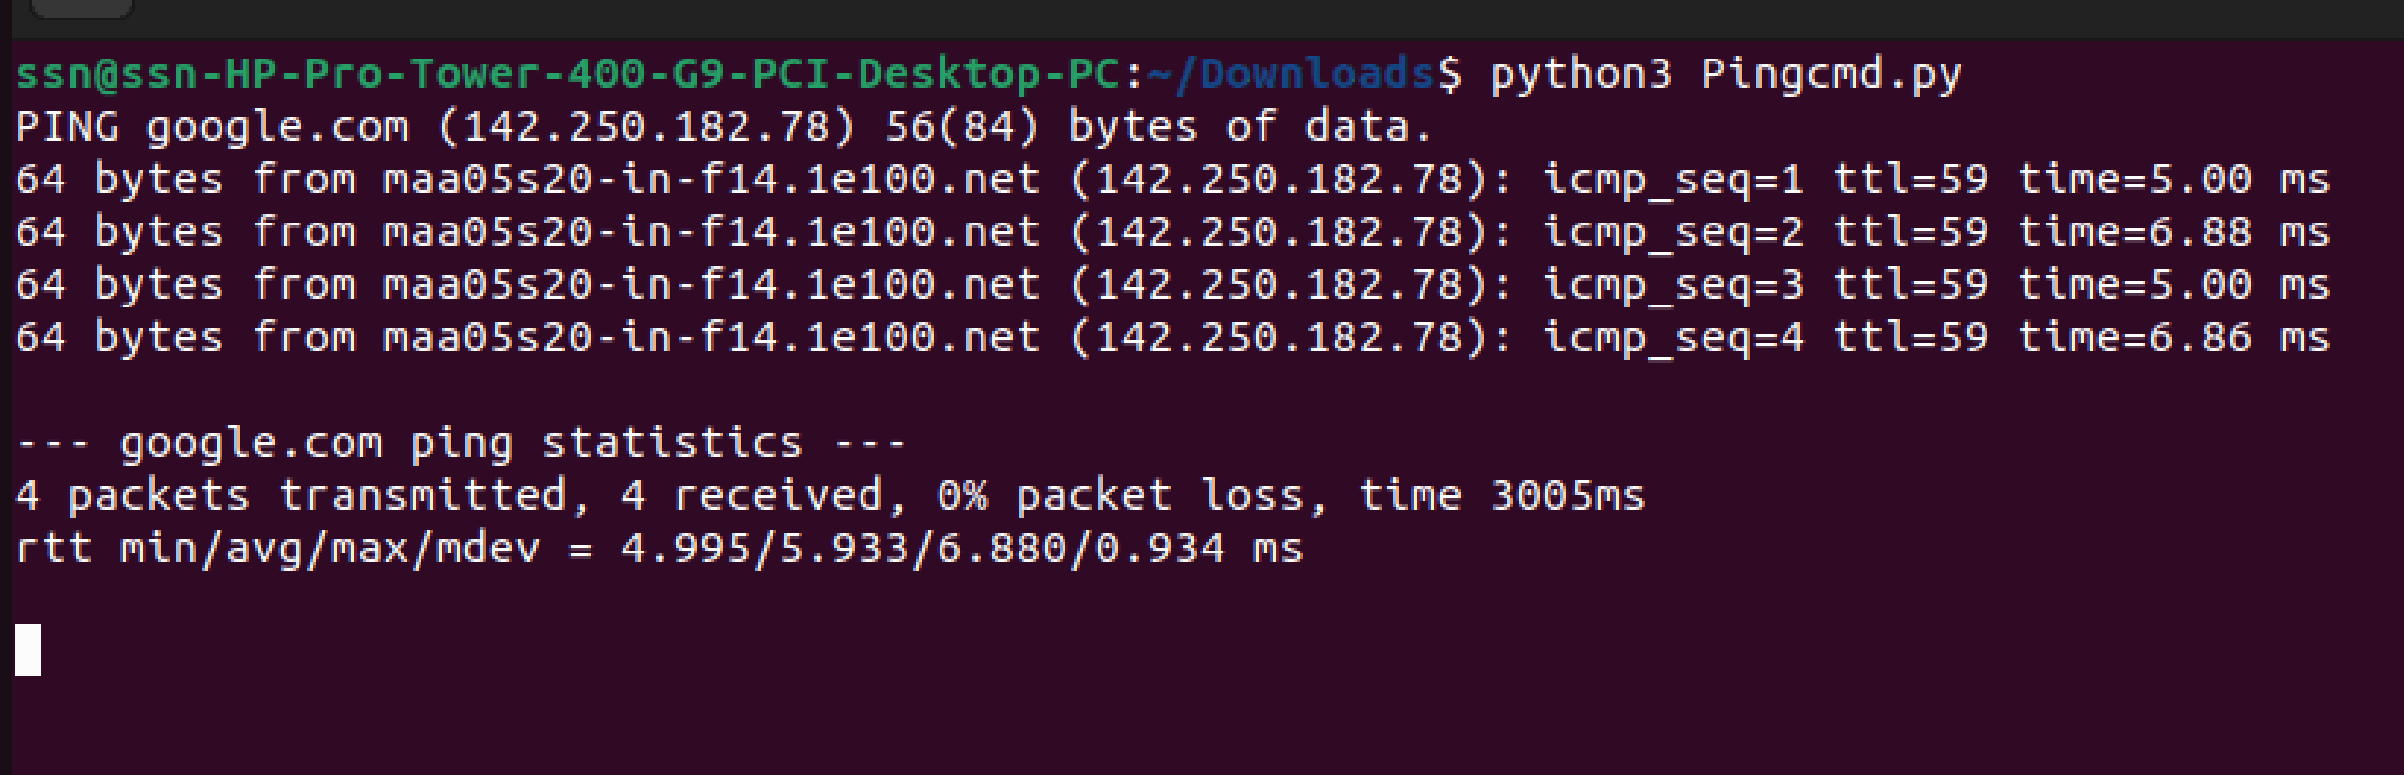 ssn@ssn-HP-Pro-Tower-400-G9-PCI-Desktop-PC:~/Downloads$ python3 Pingcmd.py
PING google.com (142.250.182.78) 56(84) bytes of data.
64 bytes from maa05s20-in-f14.1e100.net (142.250.182.78): icmp_seq=1 ttl=59 time=5.00 ms
64 bytes from maa05s20-in-f14.1e100.net (142.250.182.78): icmp_seq=2 ttl=59 time=6.88 ms
64 bytes from maa05s20-in-f14.1e100.net (142.250.182.78): icmp_seq=3 ttl=59 time=5.00 ms
64 bytes from maa05s20-in-f14.1e100.net (142.250.182.78): icmp_seq=4 ttl=59 time=6.86 ms
--- google.com ping statistics ---
4 packets transmitted, 4 received, 0% packet loss, time 3005ms
rtt min/avg/max/mdev = 4.995/5.933/6.880/0.934 ms